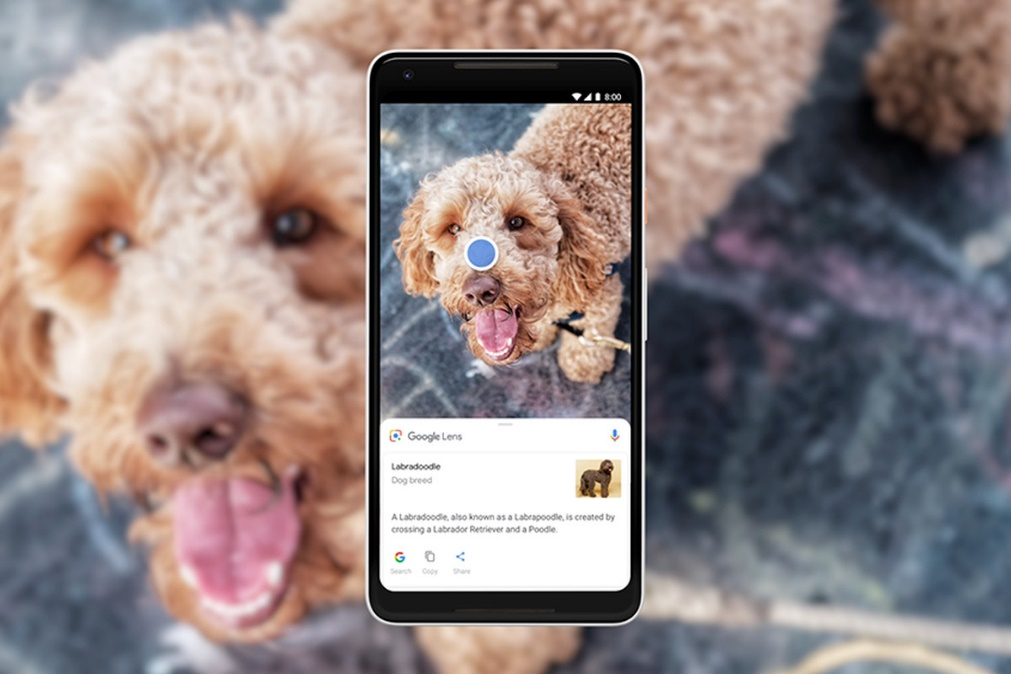 8:00
Google Lens
Labradoodle
Dog breed
A Labradoodle, also known as a Labrapoodle, is created by
crossing a Labrador Retriever and a Poodle.
Search Copy Share